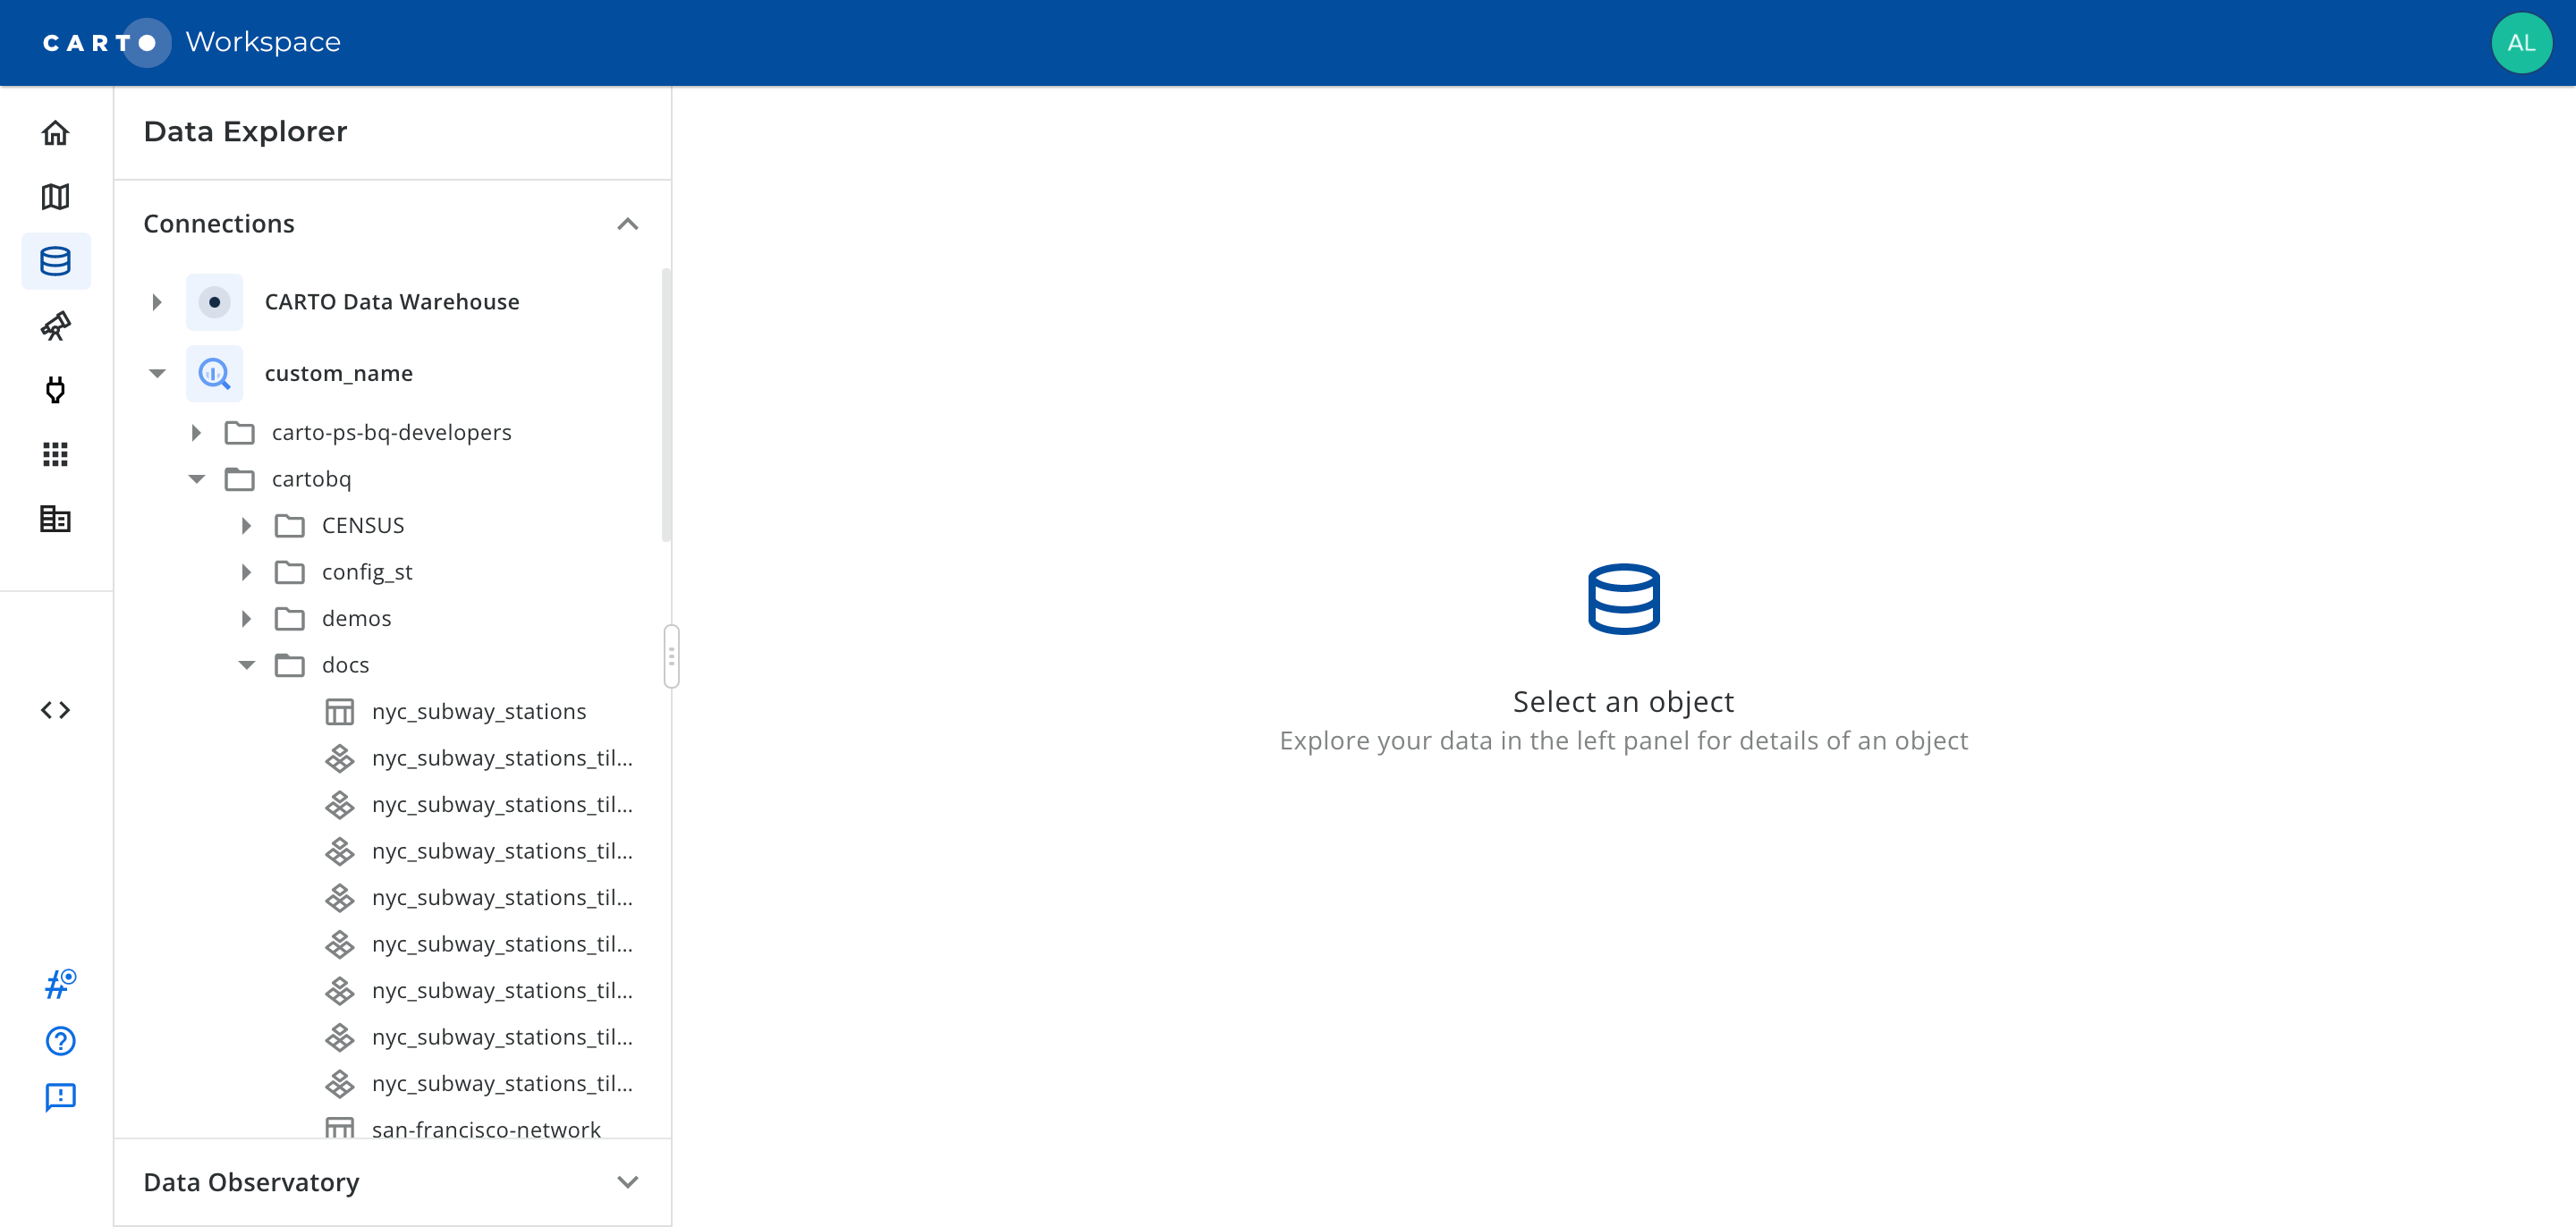 CARTO Workspace
AL
Data Explorer
Connections
CARTO Data Warehouse
custom_name
carto-ps-bq-developers
cartobq
CENSUS
config_st
demos
docs
nyc_subway_stations
nyc_subway_stations_til...
nyc_subway_stations_til...
nyc_subway_stations_til...
nyc_subway_stations_til...
nyc_subway_stations_til...
nyc_subway_stations_til...
nyc_subway_stations_til...
nyc_subway_stations_til...
san-francisco-network
Data Observatory
Select an object
Explore your data in the left panel for details of an object